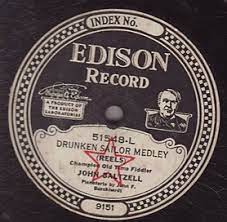 INDEX No.
EDISON
RECORD
A PRODUCT
OF THE
EDISON
LABORATORIES
51548-L
DRUNKEN SAILOR MEDLEY
(REELS)
Champion Old Time Fiddler
JOHN BALTZELL
Pianoforte by John F.
Burckhardt
9151